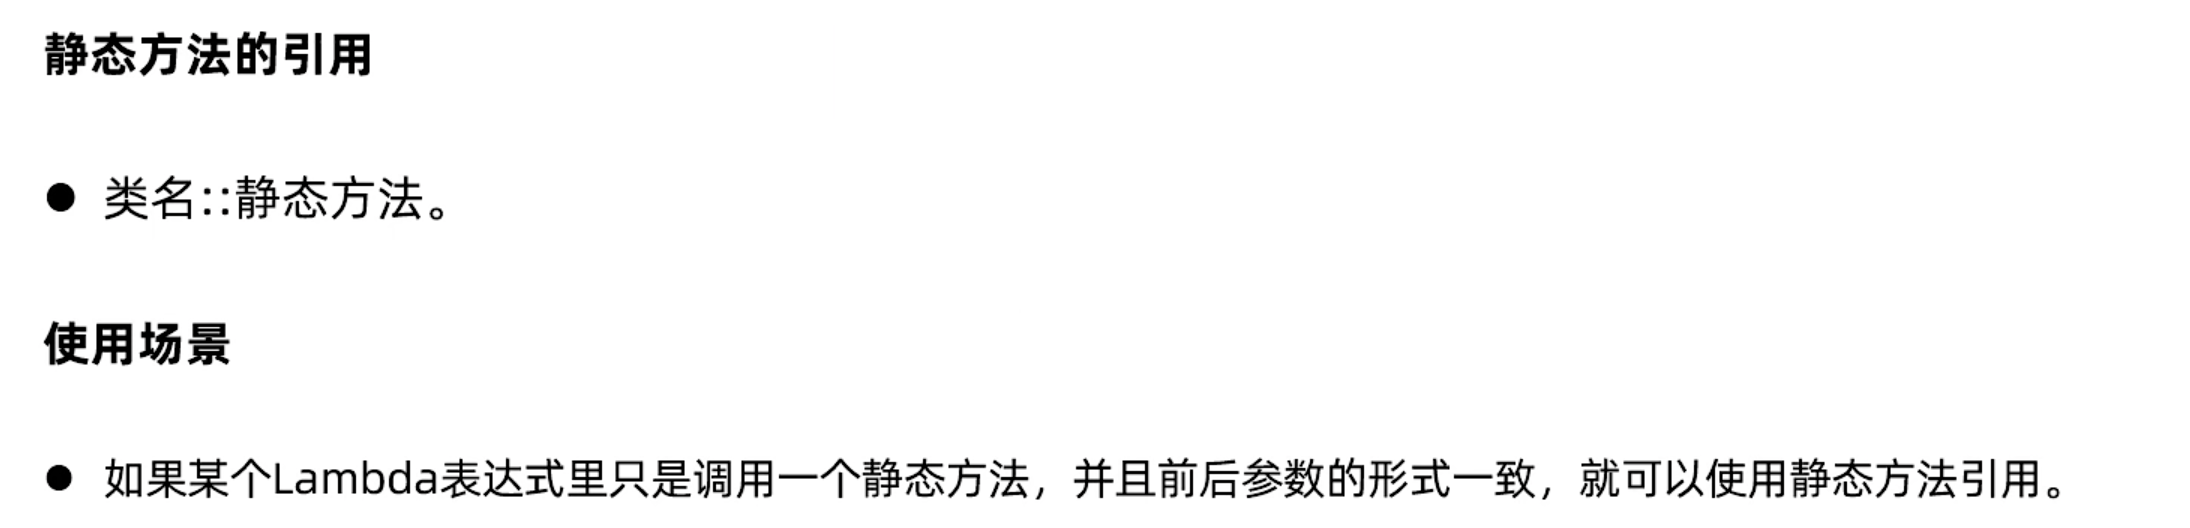 静态方法的引用
● 类名::静态方法。
使用场景
● 如果某个Lambda表达式里只是调用一个静态方法，并且前后参数的形式一致，就可以使用静态方法引用。